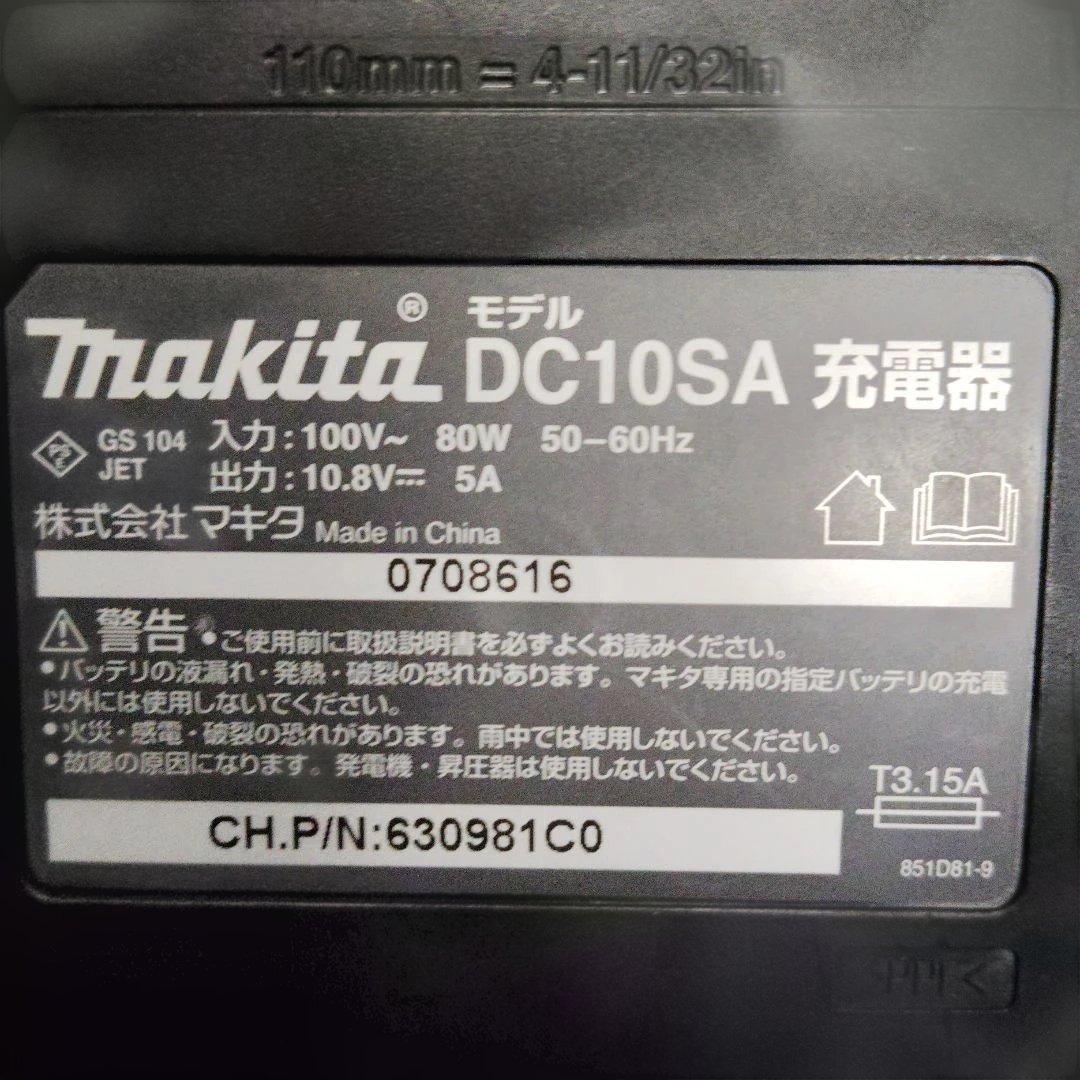 110mm = 4-11/32in
makita® モデル DC10SA 充電器
PSE GS 104 JET 入力:100V~ 80W 50-60Hz
出力:10.8V⎓ 5A
株式会社マキタ Made in China
0708616
⚠警告 •ご使用前に取扱説明書を必ずよくお読みください。
•バッテリの液漏れ・発熱・破裂の恐れがあります。マキタ専用の指定バッテリの充電
以外には使用しないでください。
•火災・感電・破裂の恐れがあります。雨中では使用しないでください。
•故障の原因になります。発電機・昇圧器は使用しないでください。
T3.15A
CH.P/N:630981C0
851D81-9